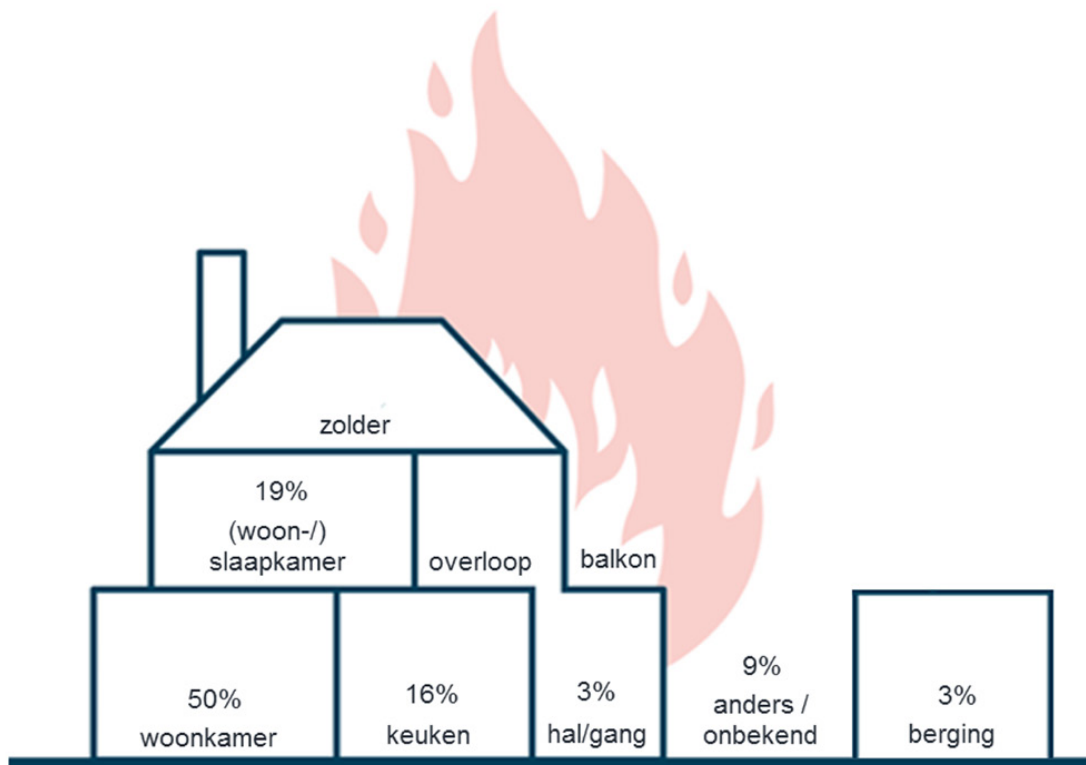 zolder
19%
(woon-/)
slaapkamer
overloop
balkon
50%
woonkamer
16%
keuken
3%
hal/gang
9%
anders /
onbekend
3%
berging